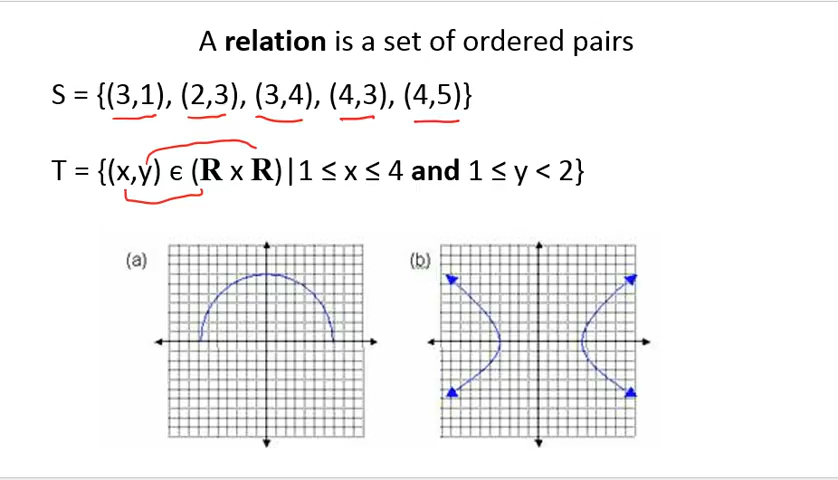 A relation is a set of ordered pairs
S = {(3,1), (2,3), (3,4), (4,3), (4,5)}
T = {(x,y) ϵ (R x R)|1 ≤ x ≤ 4 and 1 ≤ y < 2}
(a) (b)